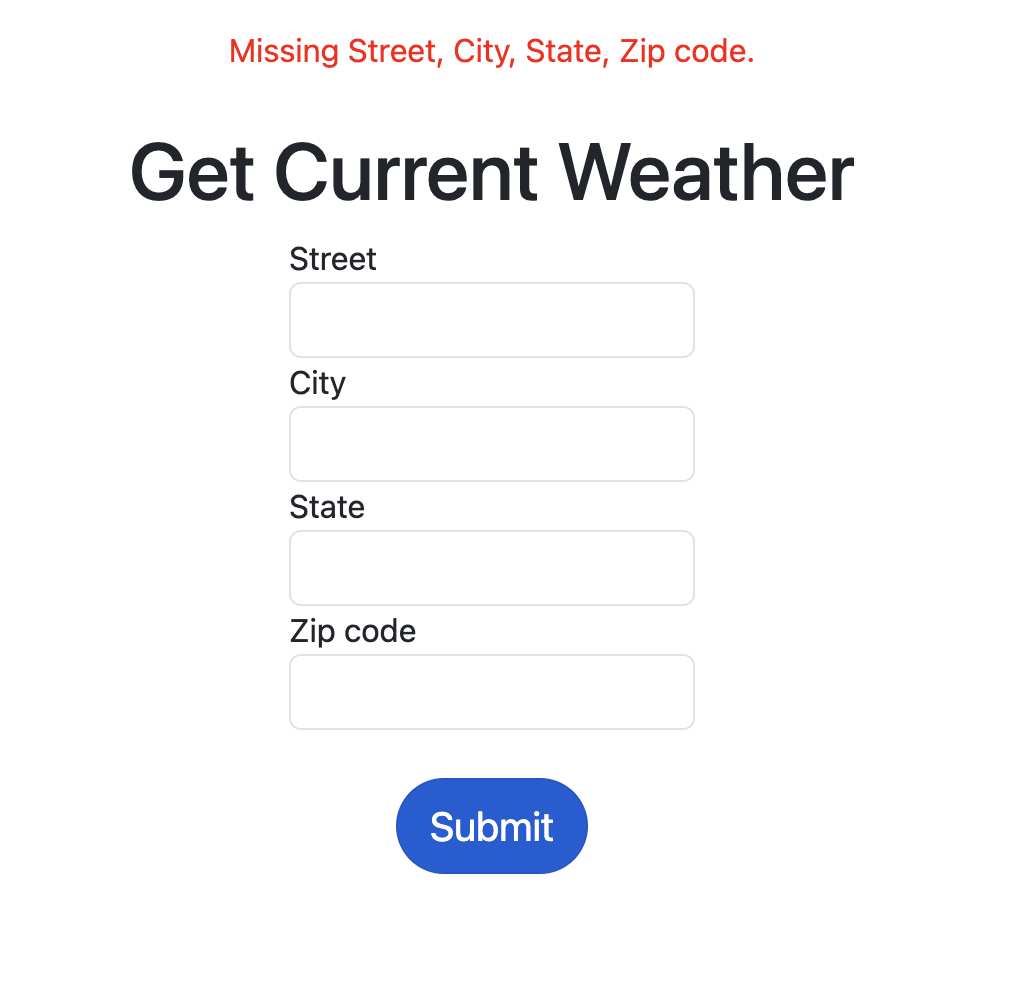 Missing Street, City, State, Zip code.
Get Current Weather
Street
City
State
Zip code
Submit